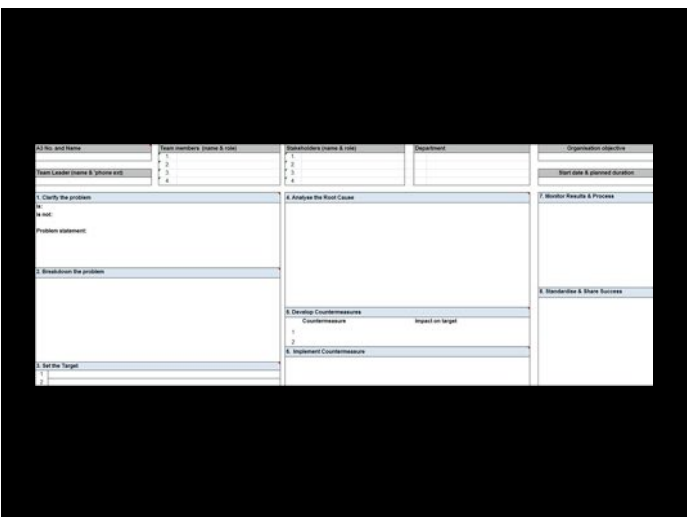 A3 No. and Name
Team members (name & role)
1.
2.
3.
4.
Stakeholders (name & role)
1.
2.
3.
4.
Department
Organisation objective
Team Leader (name & 'phone ext)
Start date & planned duration
1. Clarify the problem
Is:
Is not:
Problem statement:
2. Breakdown the problem
3. Set the Target
1
2
4. Analyse the Root Cause
5. Develop Countermeasures
Countermeasure Impact on target
1
2
6. Implement Countermeasure
7. Monitor Results & Process
8. Standardise & Share Success